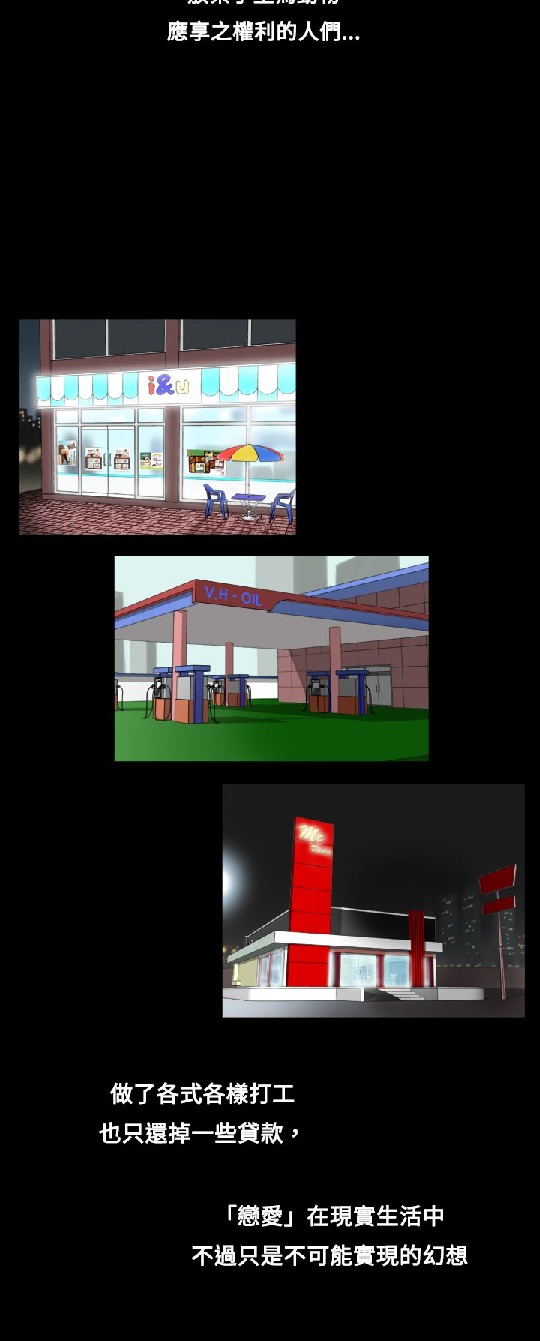 應享之權利的人們...
i&u
V.H - OIL
Mc
做了各式各樣打工
也只還掉一些貸款，
「戀愛」在現實生活中
不過只是不可能實現的幻想